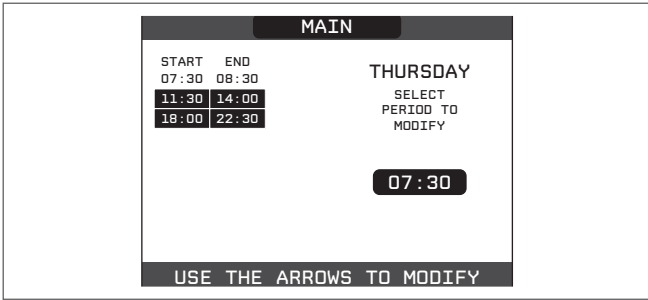 MAIN
START END
07:30 08:30
11:30 14:00
18:00 22:30
THURSDAY
SELECT
PERIOD TO
MODIFY
07:30
USE THE ARROWS TO MODIFY